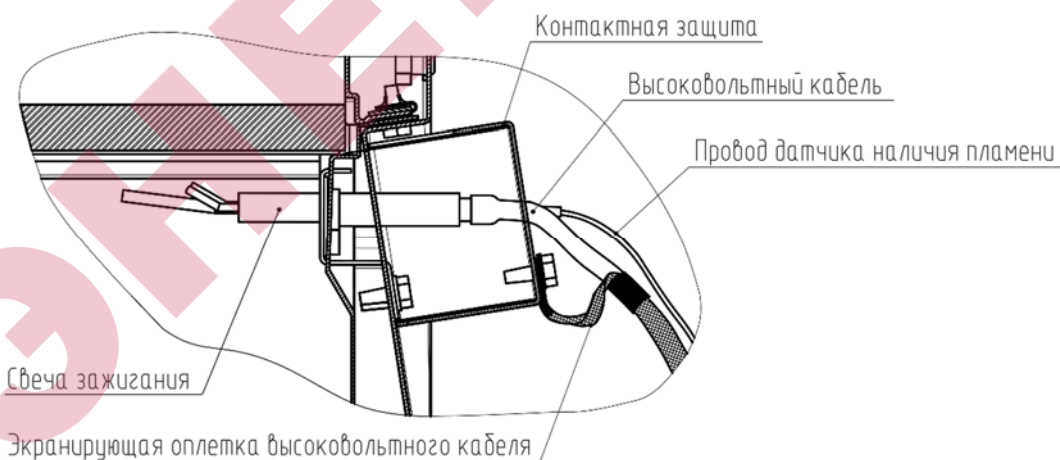 Контактная защита
Высоковольтный кабель
Провод датчика наличия пламени
Свеча зажигания
Экранирующая оплетка высоковольтного кабеля